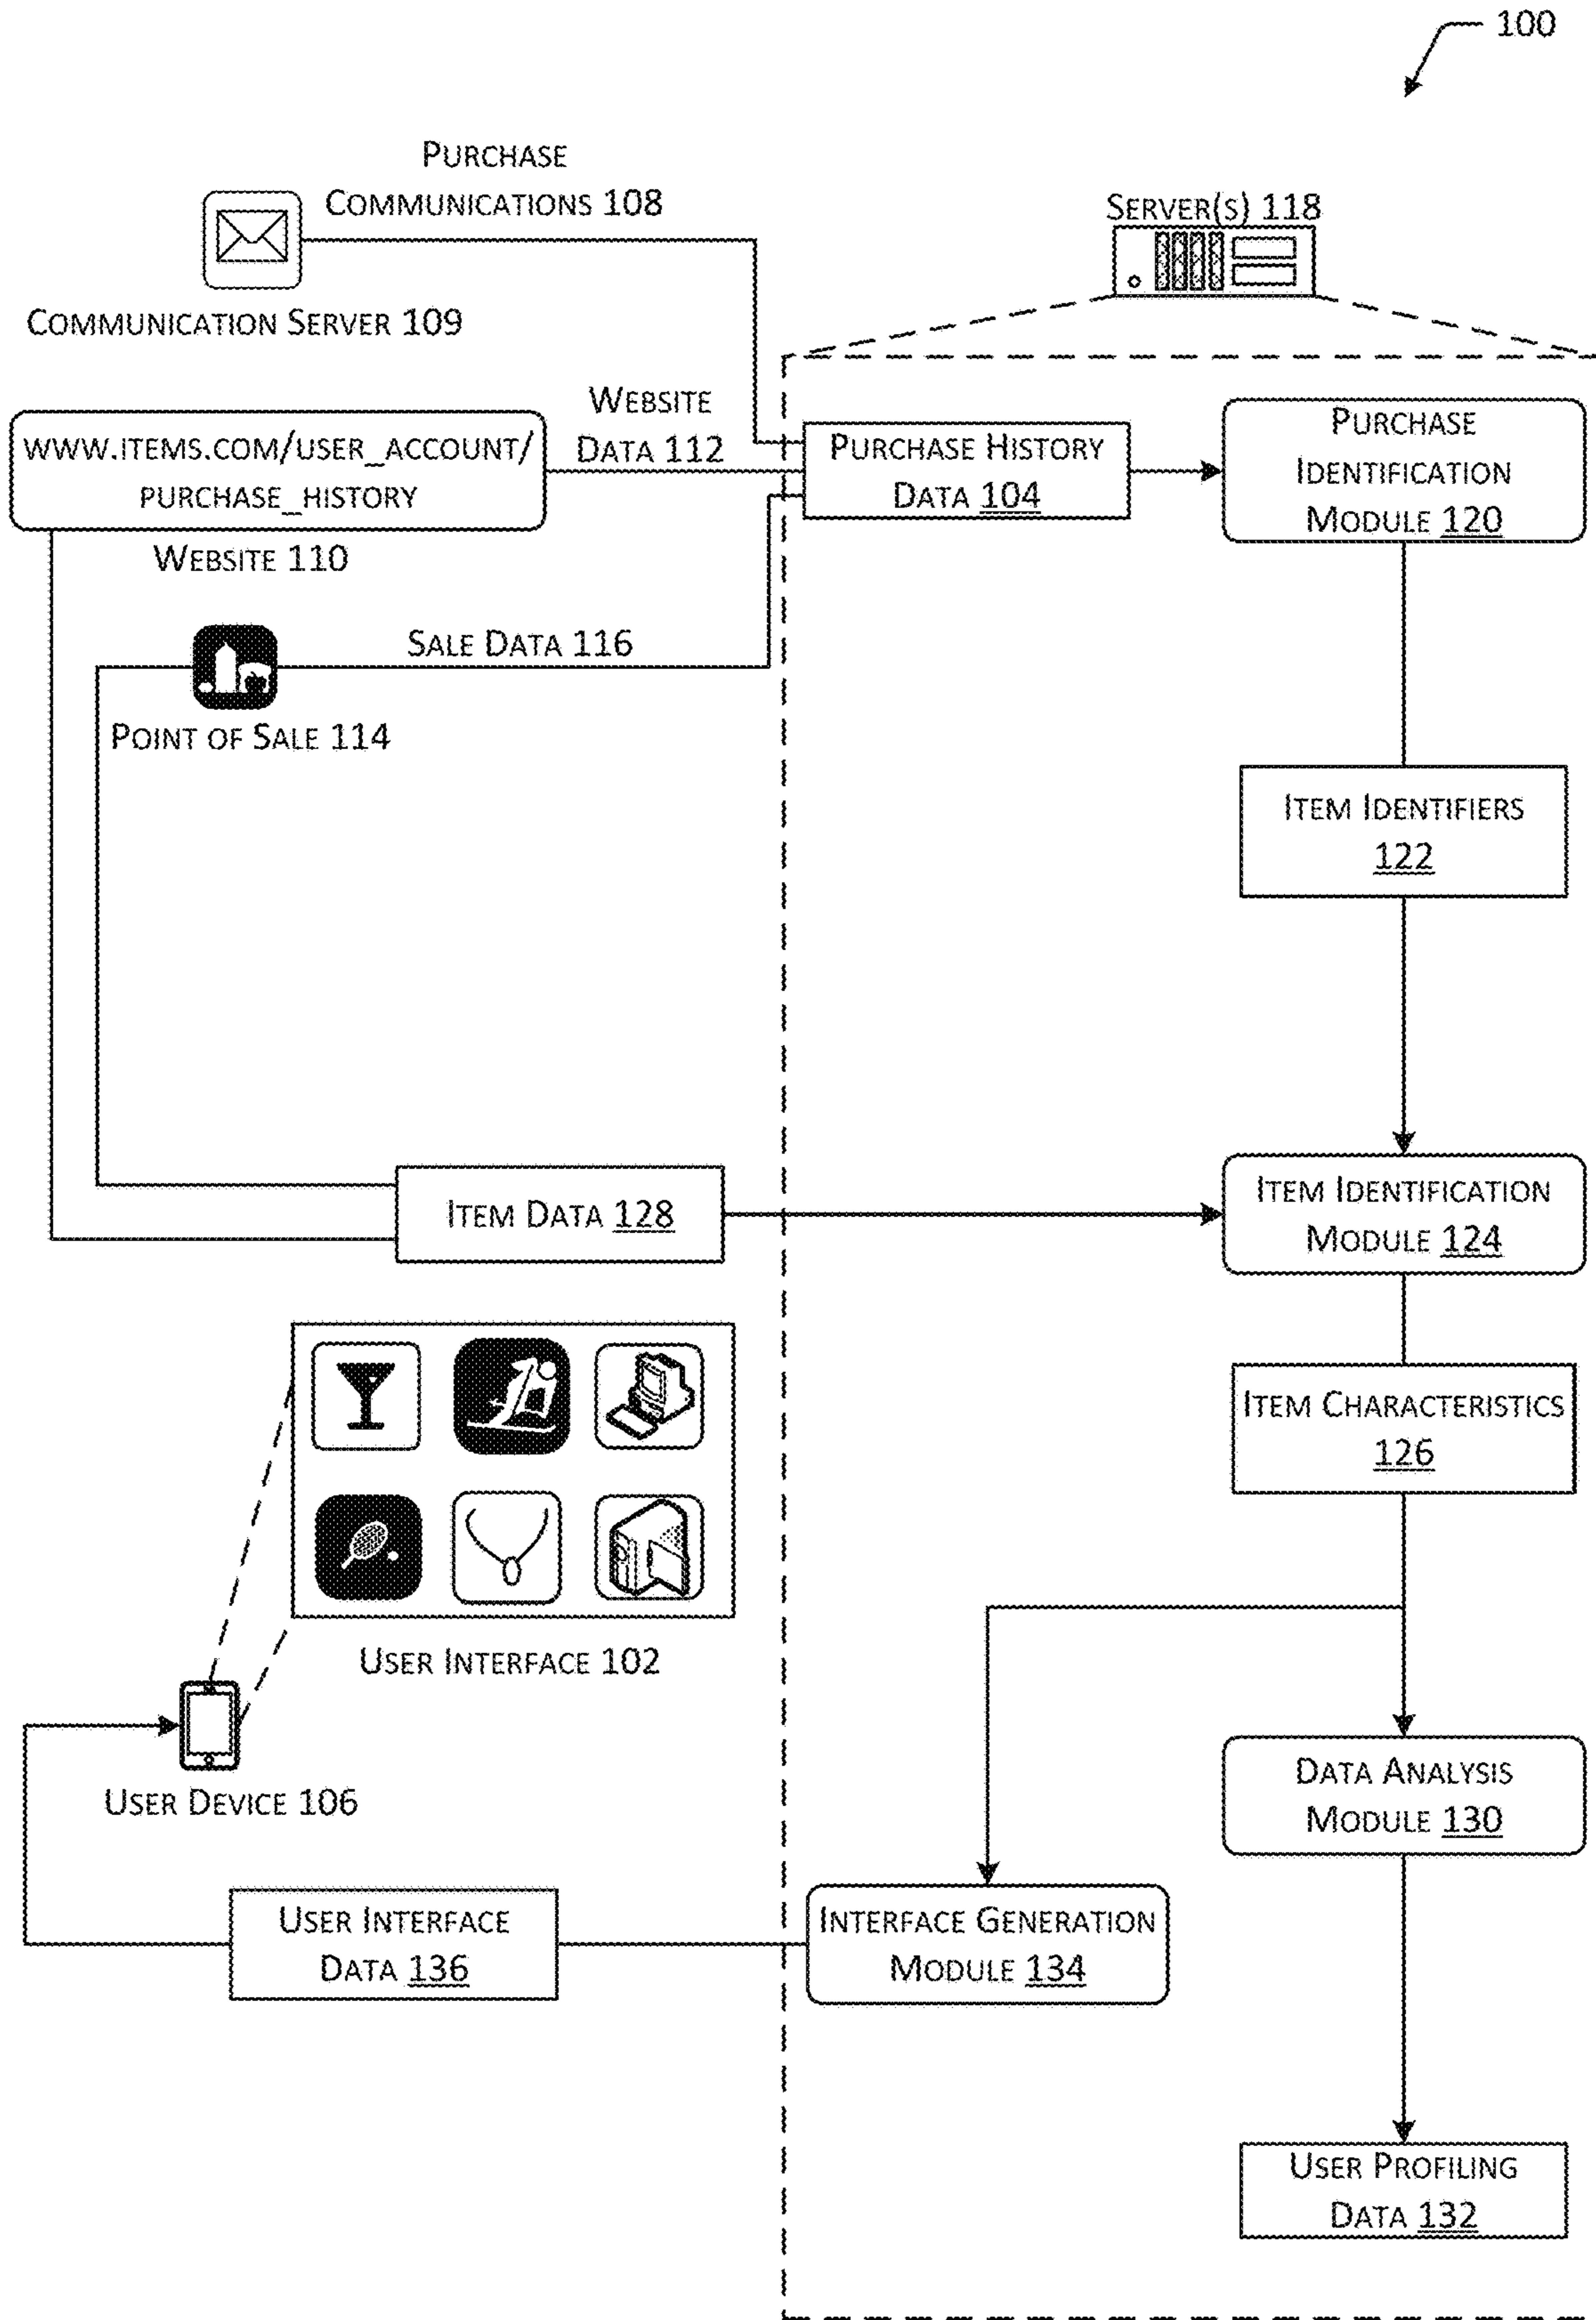 100
PURCHASE
COMMUNICATIONS 108
SERVER(S) 118
COMMUNICATION SERVER 109
WEBSITE
DATA 112
WWW.ITEMS.COM/USER_ACCOUNT/
PURCHASE_HISTORY
PURCHASE HISTORY
DATA 104
PURCHASE
IDENTIFICATION
MODULE 120
WEBSITE 110
SALE DATA 116
POINT OF SALE 114
ITEM IDENTIFIERS
122
ITEM DATA 128
ITEM IDENTIFICATION
MODULE 124
ITEM CHARACTERISTICS
126
USER INTERFACE 102
USER DEVICE 106
DATA ANALYSIS
MODULE 130
USER INTERFACE
DATA 136
INTERFACE GENERATION
MODULE 134
USER PROFILING
DATA 132